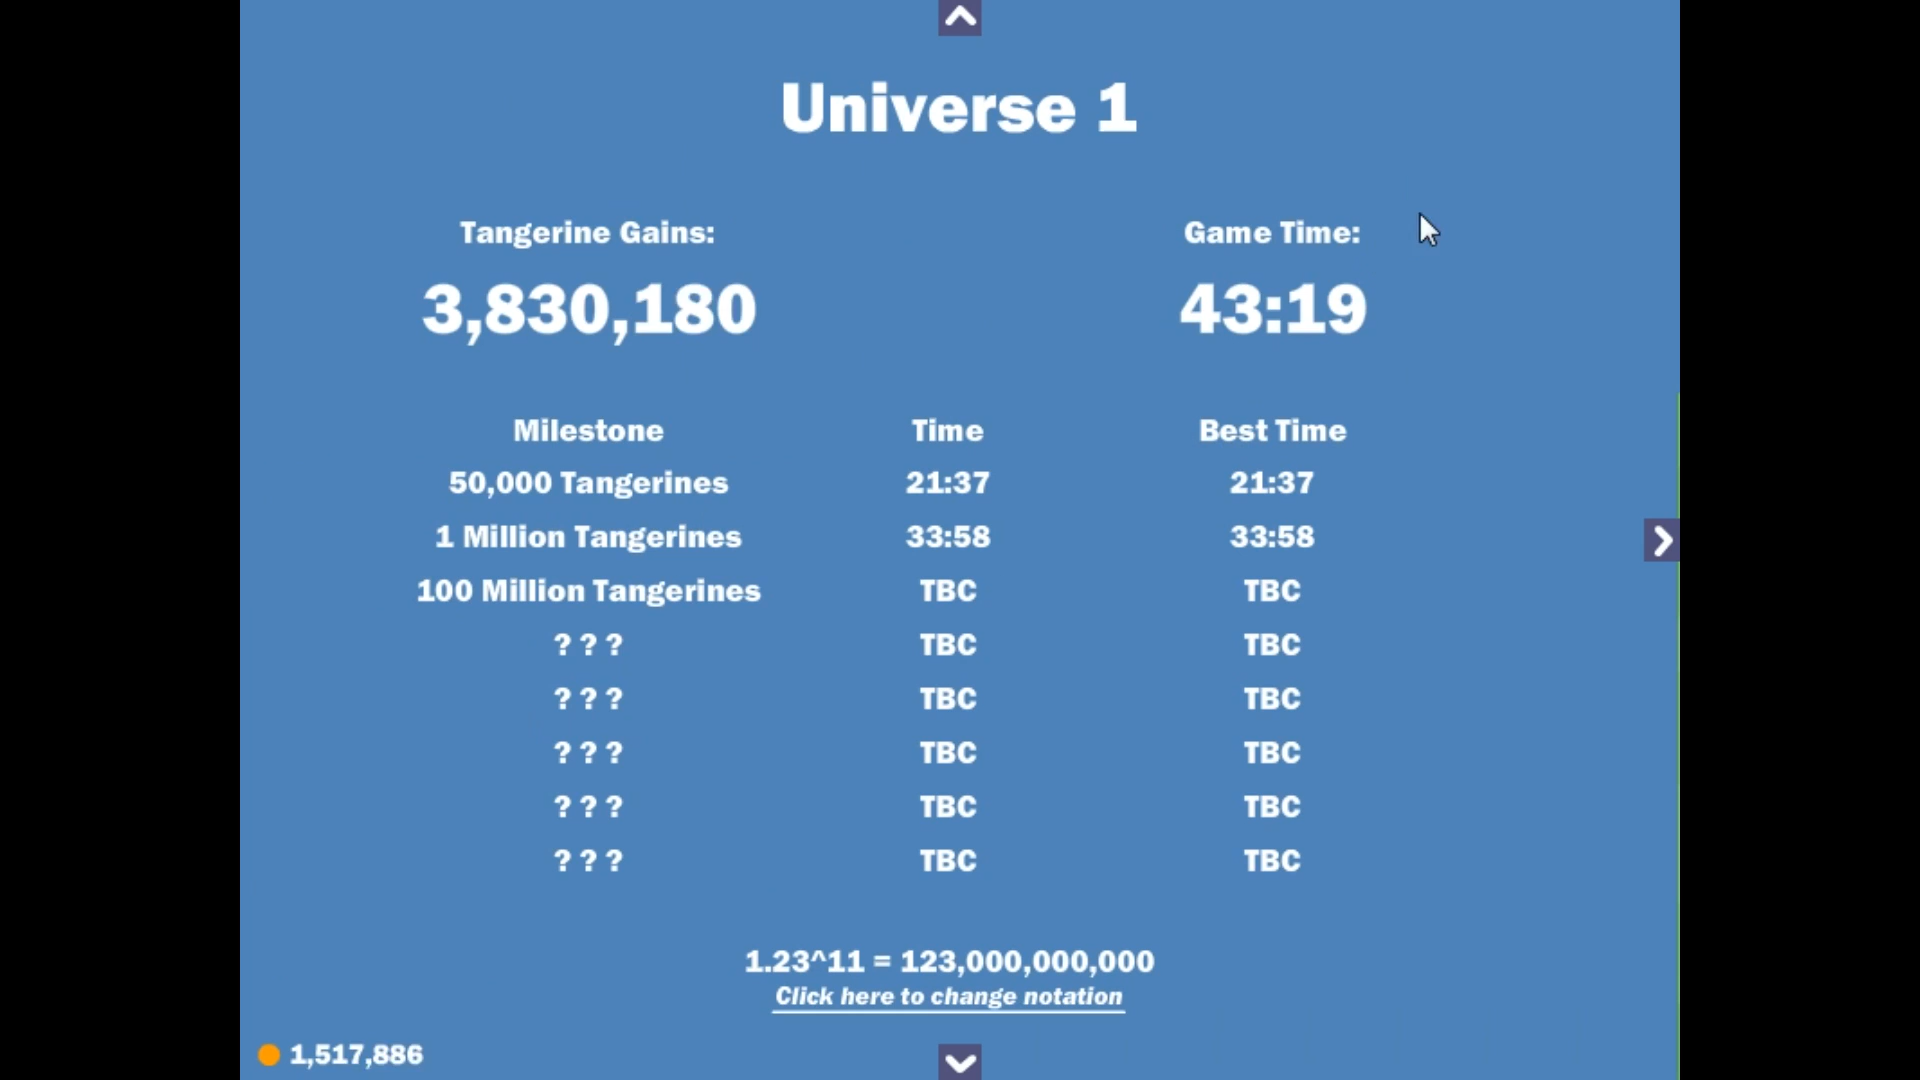 Universe 1
Tangerine Gains: Game Time:
3,830,180 43:19
Milestone Time Best Time
50,000 Tangerines 21:37 21:37
1 Million Tangerines 33:58 33:58
100 Million Tangerines TBC TBC
? ? ? TBC TBC
? ? ? TBC TBC
? ? ? TBC TBC
? ? ? TBC TBC
? ? ? TBC TBC
1.23^11 = 123,000,000,000
Click here to change notation
1,517,886